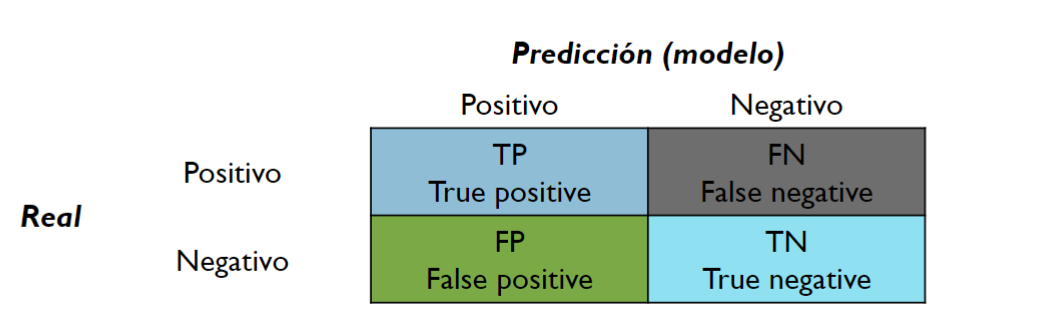 Predicción (modelo)
Positivo Negativo
Positivo
TP FN
True positive False negative
Real
Negativo
FP TN
False positive True negative